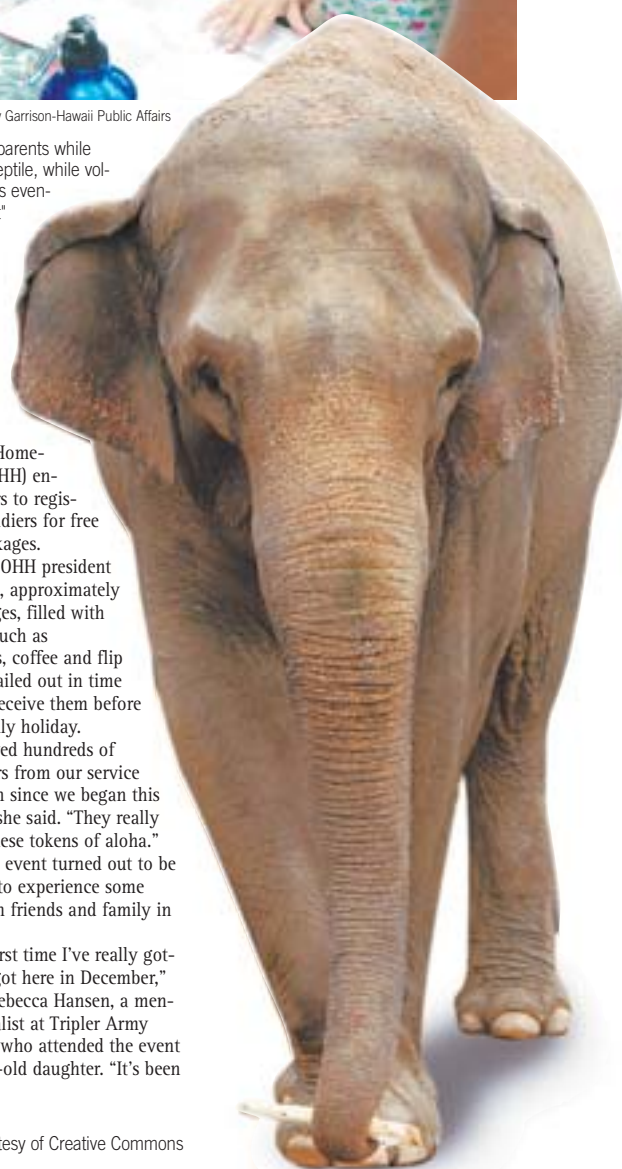 Garrison-Hawaii Public Affairs
parents while
eptile, while vol-
s even-
"
Home-
HH) en-
s to regis-
diers for free
kages.
OHH president
, approximately
ges, filled with
uch as
s, coffee and flip
ailed out in time
eceive them before
ly holiday.
ed hundreds of
rs from our service
n since we began this
she said. “They really
ese tokens of aloha.”
event turned out to be
to experience some
h friends and family in
rst time I’ve really got-
got here in December,”
ebecca Hansen, a men-
list at Tripler Army
who attended the event
-old daughter. “It’s been
tesy of Creative Commons